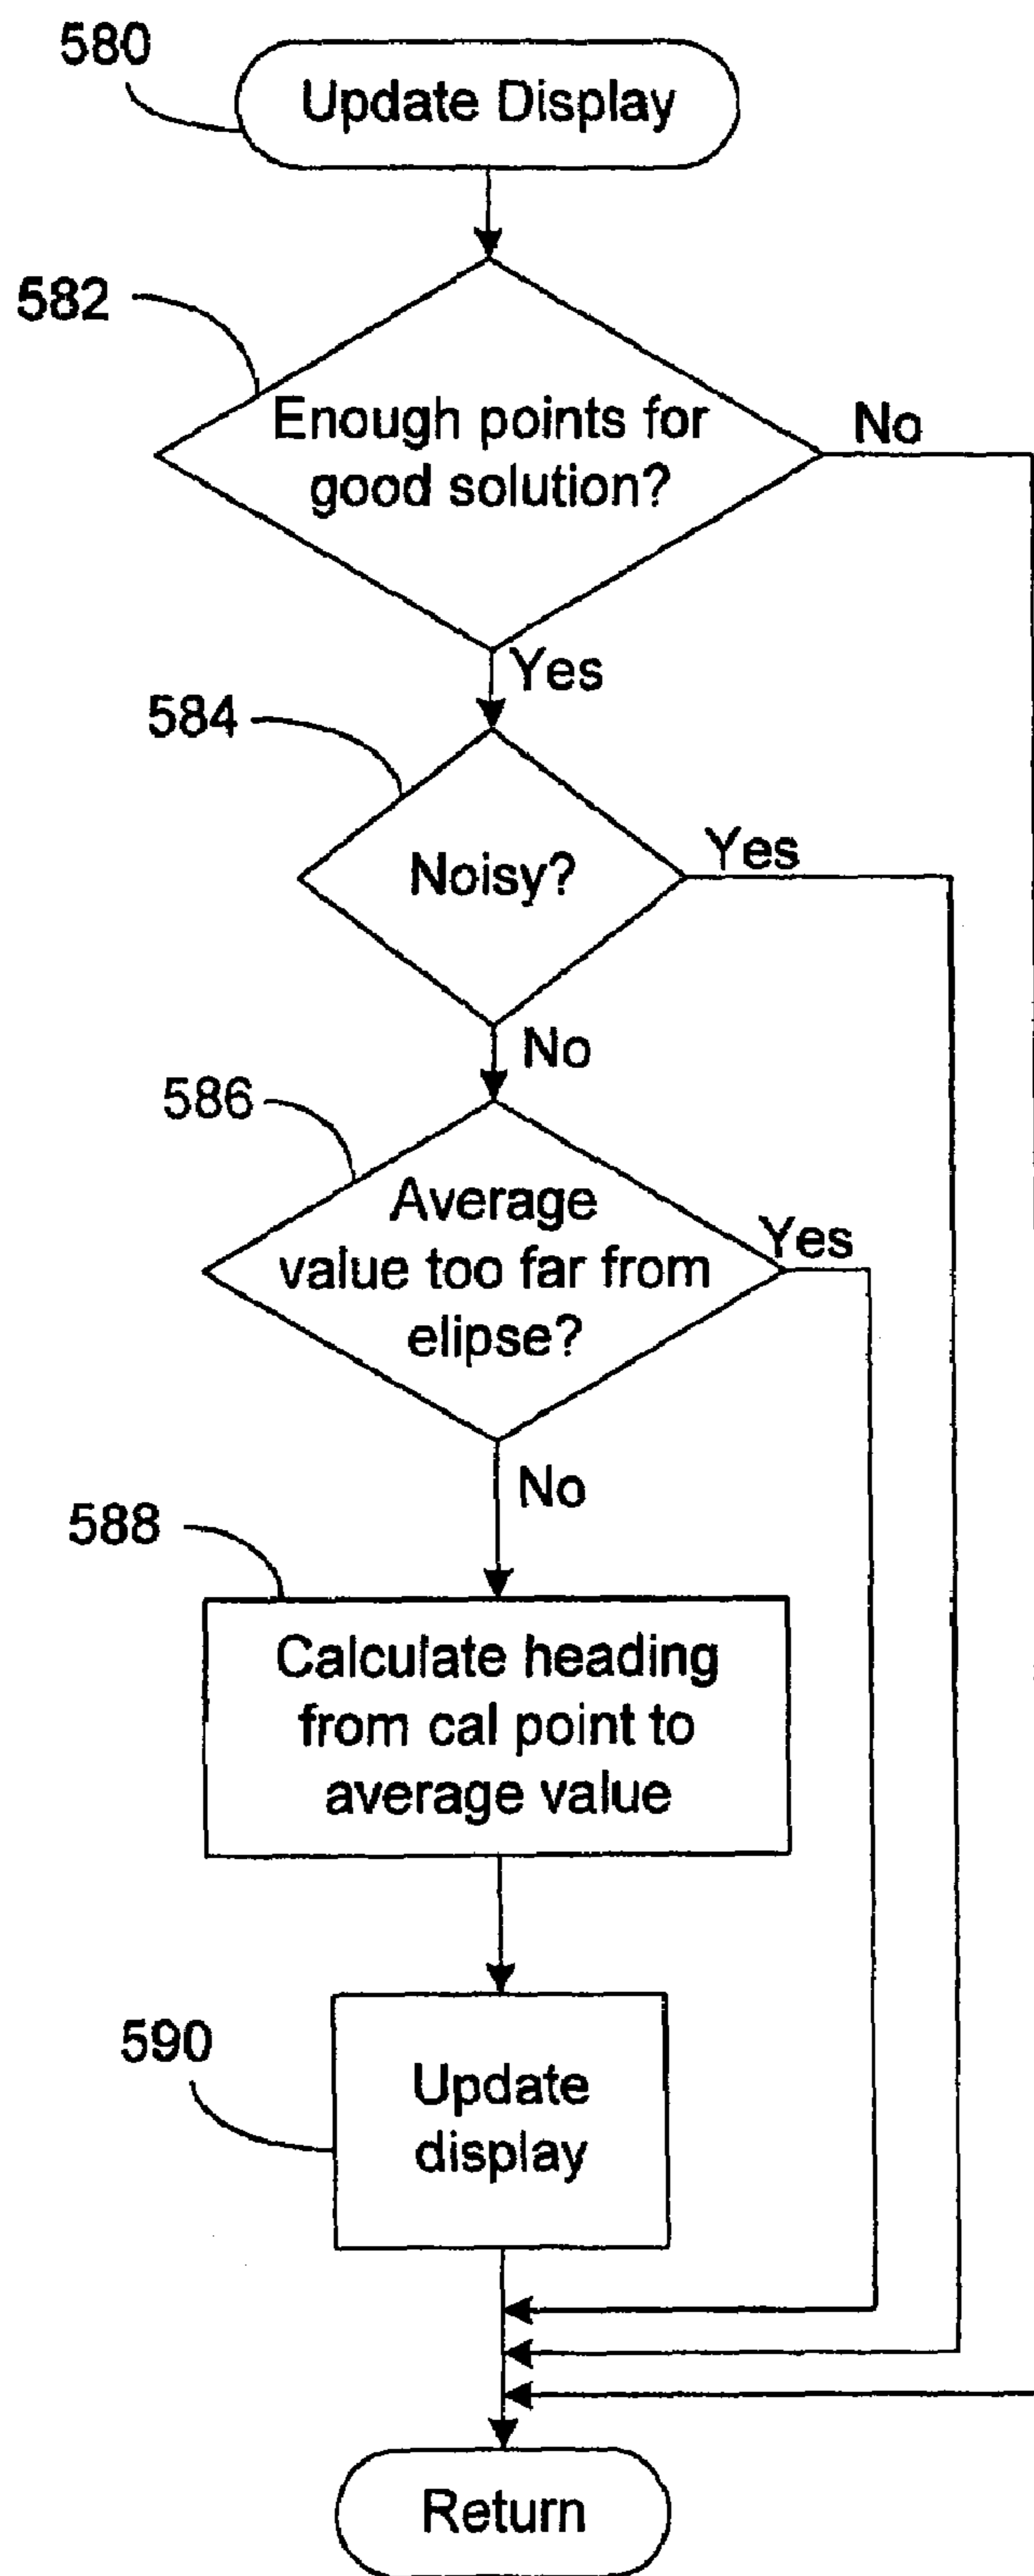 580
Update Display
582
Enough points for
good solution?
No
Yes
584
Noisy?
Yes
No
586
Average
value too far from
elipse?
Yes
No
588
Calculate heading
from cal point to
average value
590
Update
display
Return